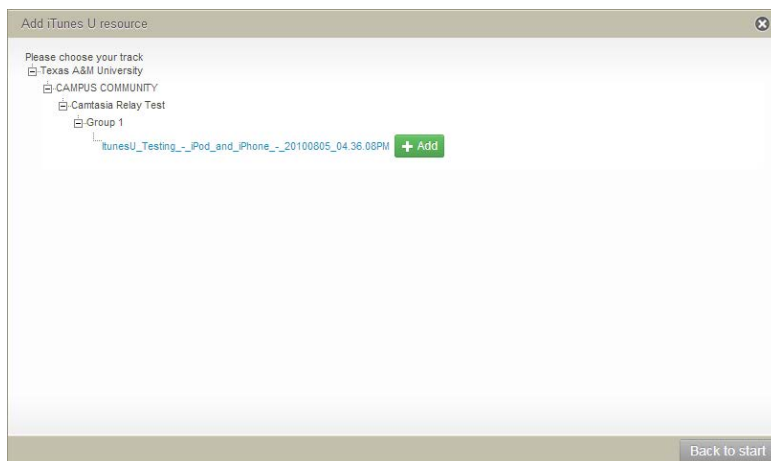 Add iTunes U resource
Please choose your track
Texas A&M University
CAMPUS COMMUNITY
Camtasia Relay Test
Group 1
ItunesU_Testing_-_iPod_and_iPhone_-_20100805_04.36.08PM + Add
Back to start